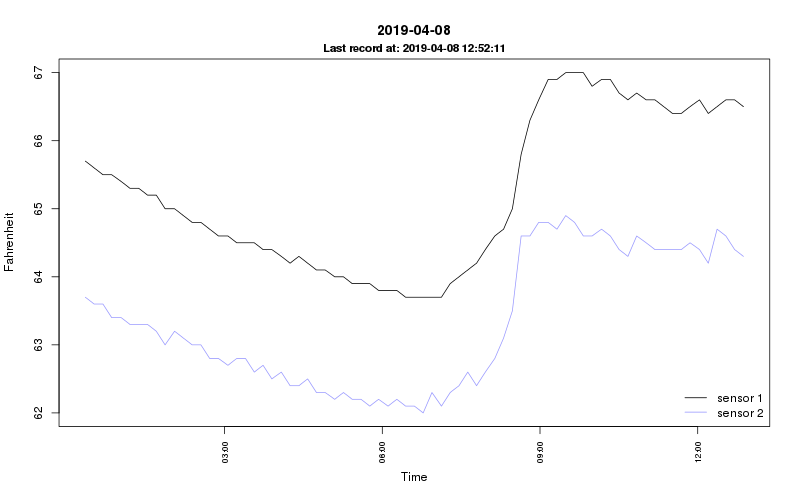 2019-04-08
Last record at: 2019-04-08 12:52:11
Fahrenheit
67
66
65
64
63
62
sensor 1
sensor 2
03:00
06:00
09:00
12:00
Time